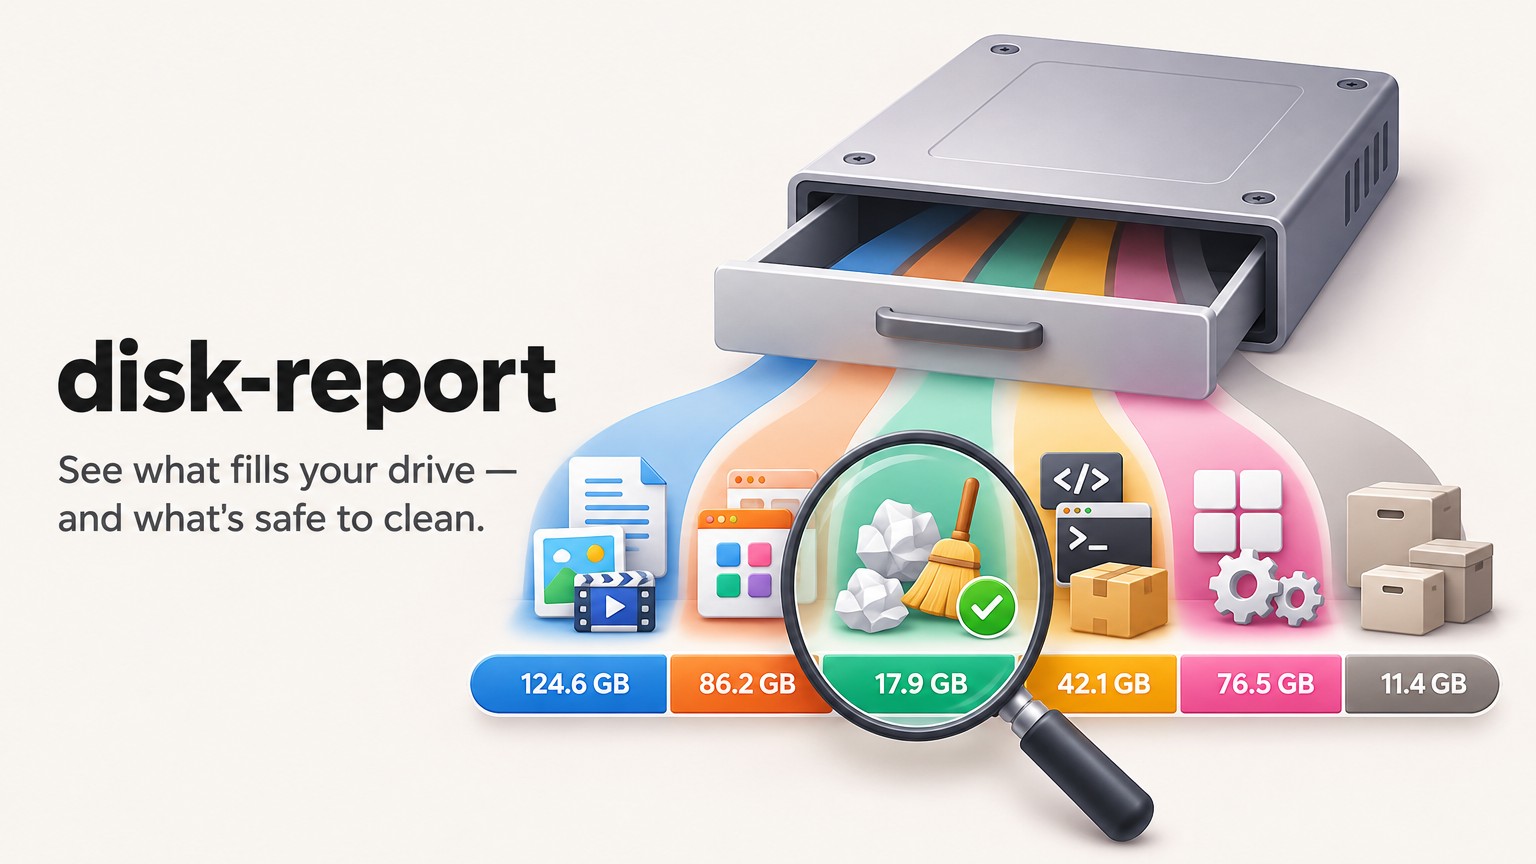 disk-report
See what fills your drive —
and what's safe to clean.
</>
>_
124.6 GB
86.2 GB
17.9 GB
42.1 GB
76.5 GB
11.4 GB